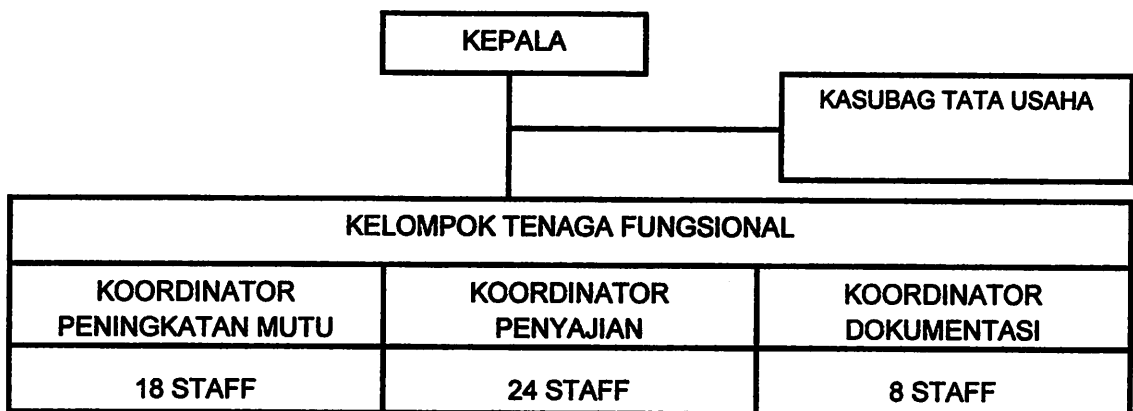 KEPALA
KASUBAG TATA USAHA
KELOMPOK TENAGA FUNGSIONAL
KOORDINATOR
PENINGKATAN MUTU
KOORDINATOR
PENYAJIAN
KOORDINATOR
DOKUMENTASI
18 STAFF
24 STAFF
8 STAFF